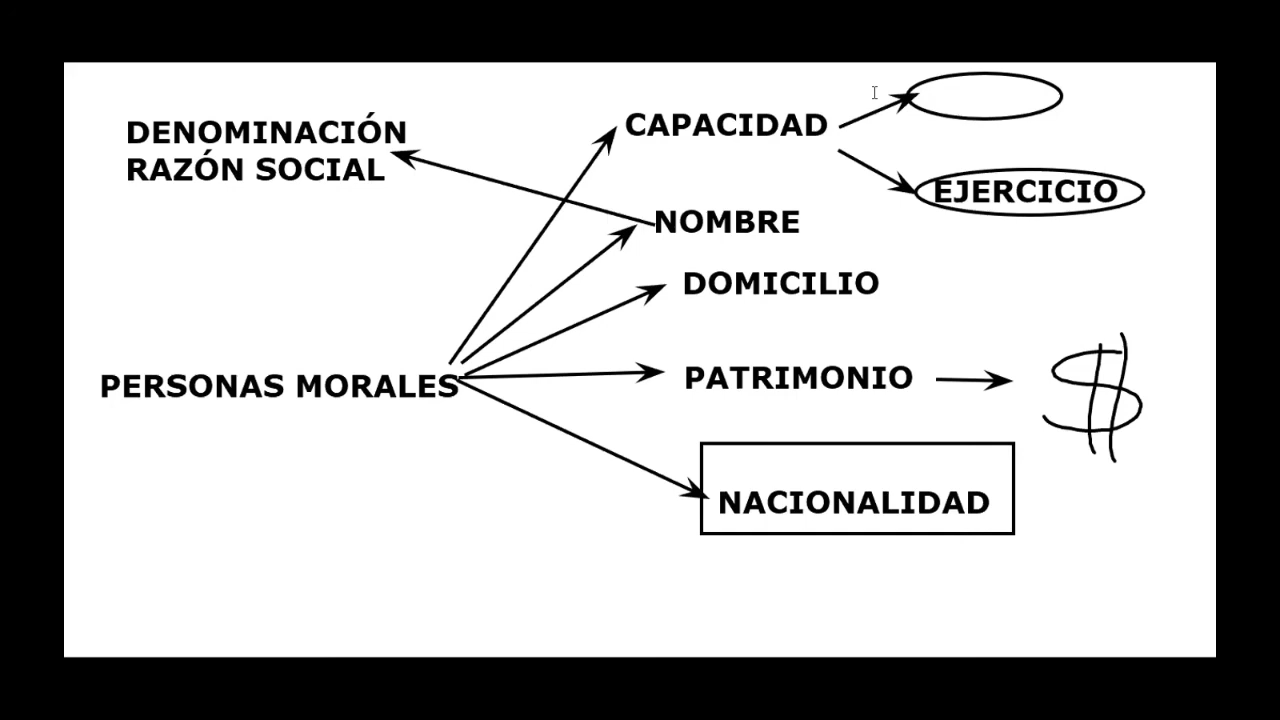 DENOMINACIÓN
RAZÓN SOCIAL
CAPACIDAD
EJERCICIO
NOMBRE
DOMICILIO
PERSONAS MORALES
PATRIMONIO
$
NACIONALIDAD